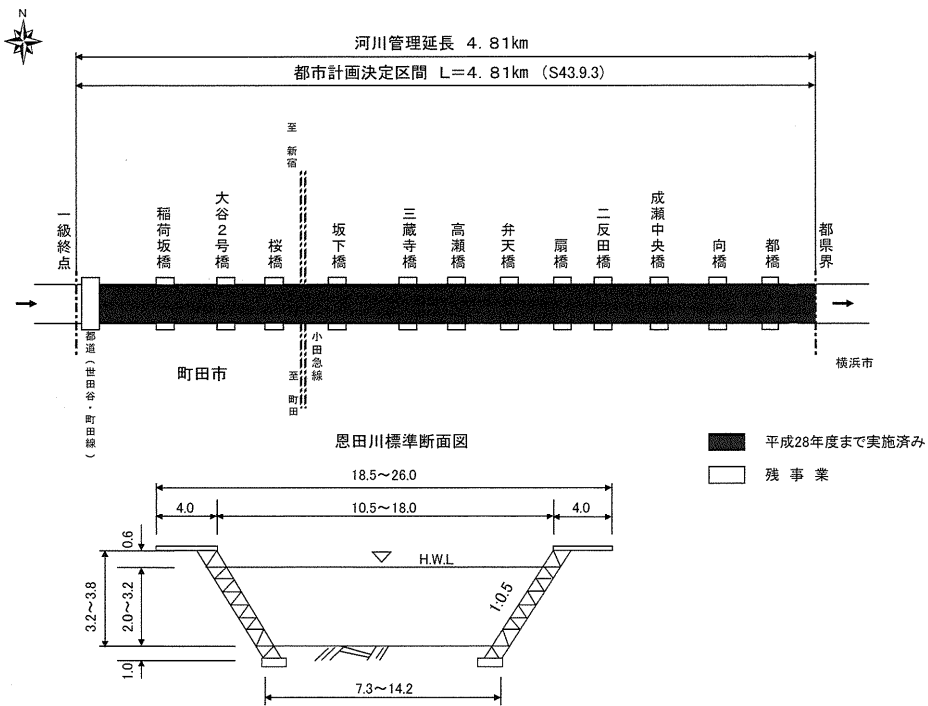 N
河川管理延長 4.81km
都市計画決定区間 L=4.81km (S43.9.3)
一級終点
稲荷坂橋
大谷2号橋
桜橋
至 新宿
坂下橋
三蔵寺橋
高瀬橋
弁天橋
扇橋
二反田橋
成瀬中央橋
向橋
都橋
都県界
都道(世田谷・町田線)
町田市
至 町田
小田急線
横浜市
恩田川標準断面図
平成28年度まで実施済み
残事業
18.5~26.0
4.0
10.5~18.0
4.0
0.6
H.W.L
3.2~3.8
2.0~3.2
1:0.5
1.0
7.3~14.2